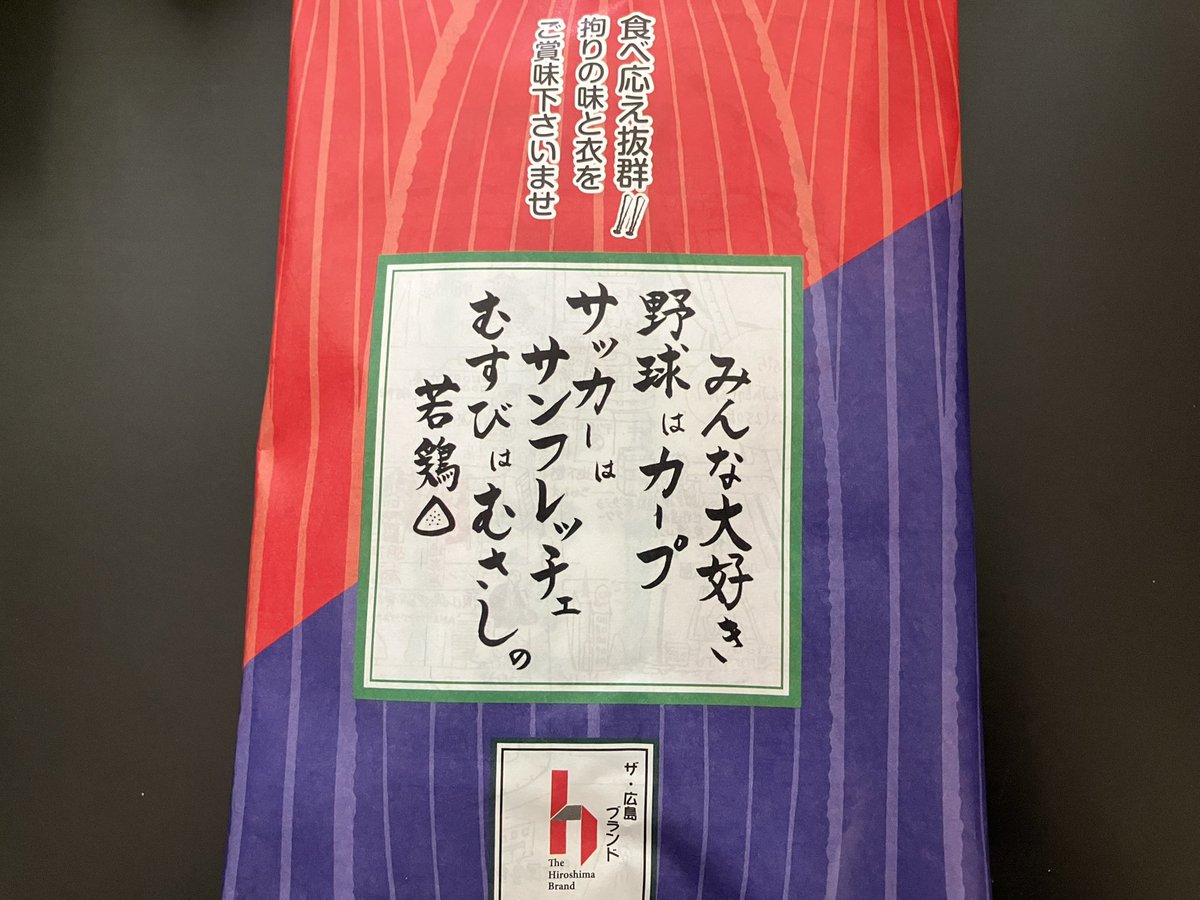 食べ応え抜群!!
拘りの味と衣を
ご賞味下さいませ
みんな大好き
野球はカープ
サッカーは
サンフレッチェ
むすびはむさしの
若鶏
ザ・広島
ブランド
The
Hiroshima
Brand